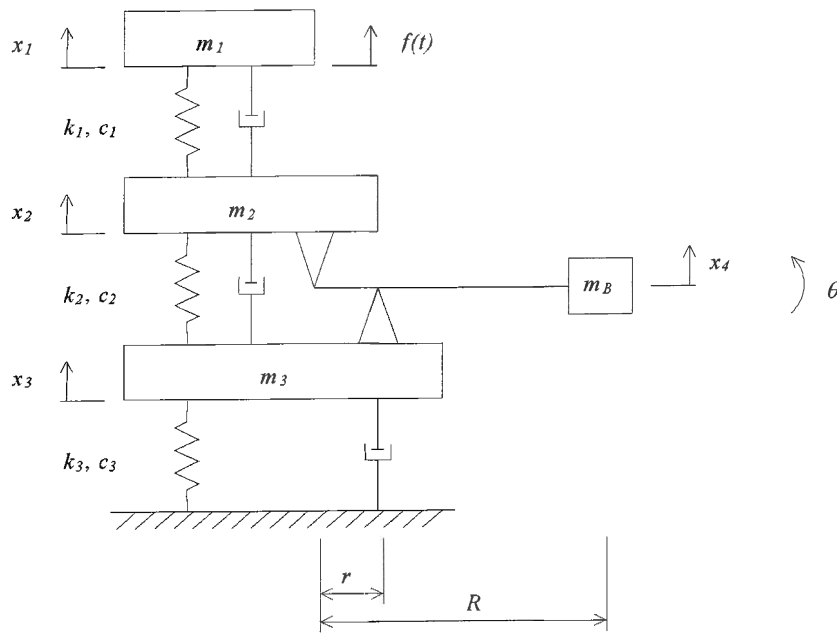 x1
m1
f(t)
k1, c1
x2
m2
x4
mB
θ
k2, c2
x3
m3
k3, c3
r
R